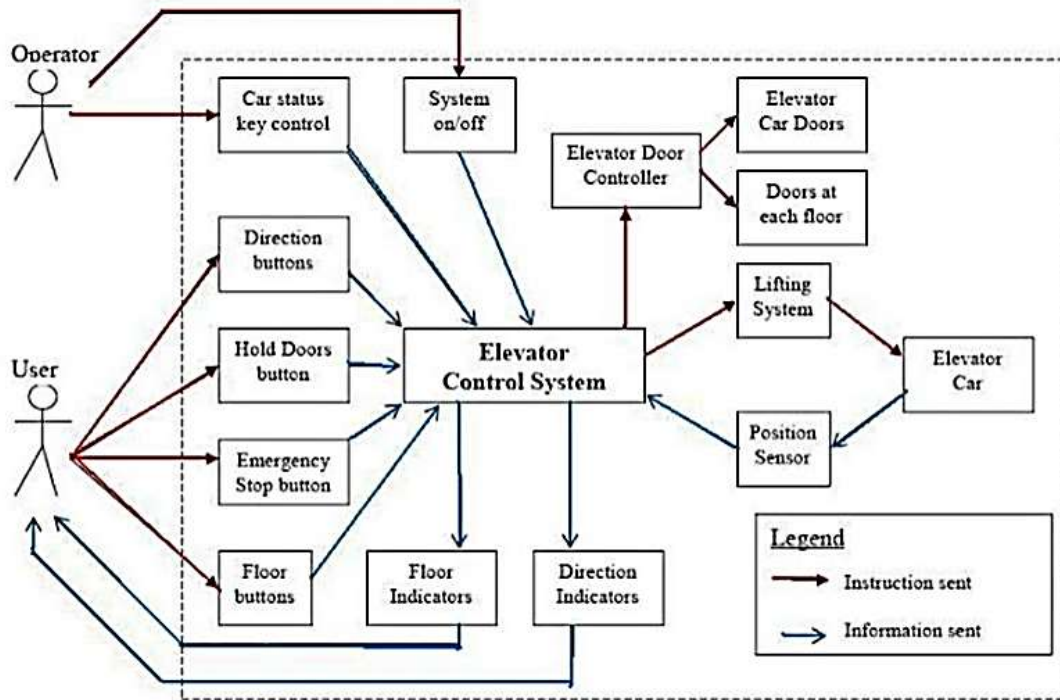 Operator
Car status
key control
System
on/off
Elevator
Car Doors
Elevator Door
Controller
Doors at
each floor
Direction
buttons
Lifting
System
User
Hold Doors
button
Elevator
Control System
Elevator
Car
Emergency
Stop button
Position
Sensor
Floor
buttons
Floor
Indicators
Direction
Indicators
Legend
Instruction sent
Information sent